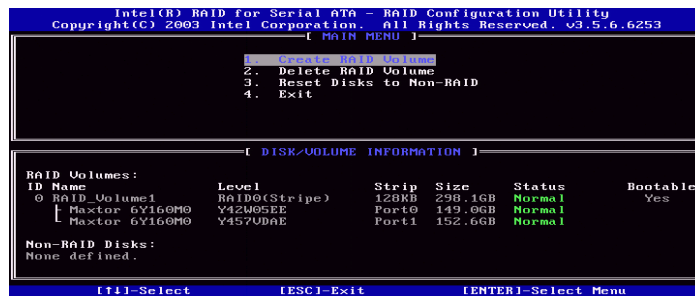 Intel(R) RAID for Serial ATA - RAID Configuration Utility
Copyright(C) 2003 Intel Corporation. All Rights Reserved. v3.5.6.6253
[ MAIN MENU ]
1. Create RAID Volume
2. Delete RAID Volume
3. Reset Disks to Non-RAID
4. Exit
[ DISK/VOLUME INFORMATION ]
RAID Volumes:
ID Name Level Strip Size Status Bootable
0 RAID_Volume1 RAID0(Stripe) 128KB 298.1GB Normal Yes
Maxtor 6Y160M0 Y42W05EE Port0 149.0GB Normal
Maxtor 6Y160M0 Y457VDAE Port1 152.6GB Normal
Non-RAID Disks:
None defined.
[↑↓]-Select [ESC]-Exit [ENTER]-Select Menu